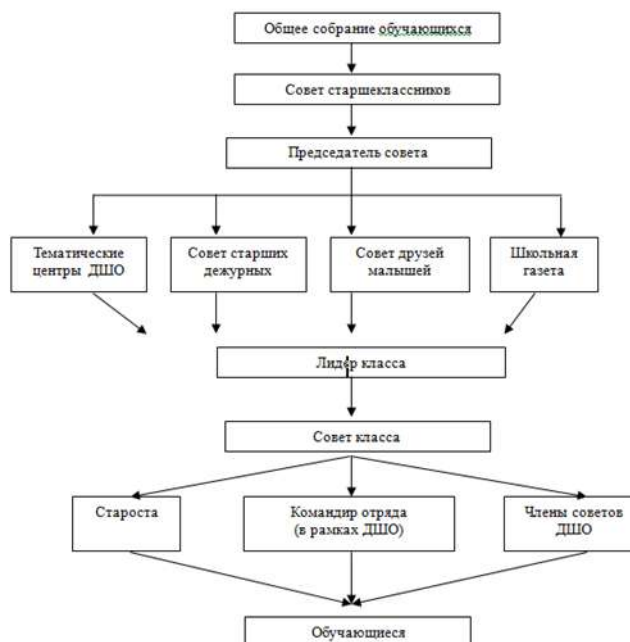 Общее собрание обучающихся
Совет старшеклассников
Председатель совета
Тематические
центры ДШО
Совет старших
дежурных
Совет друзей
малышей
Школьная
газета
Лидер класса
Совет класса
Староста
Командир отряда
(в рамках ДШО)
Члены советов
ДШО
Обучающиеся